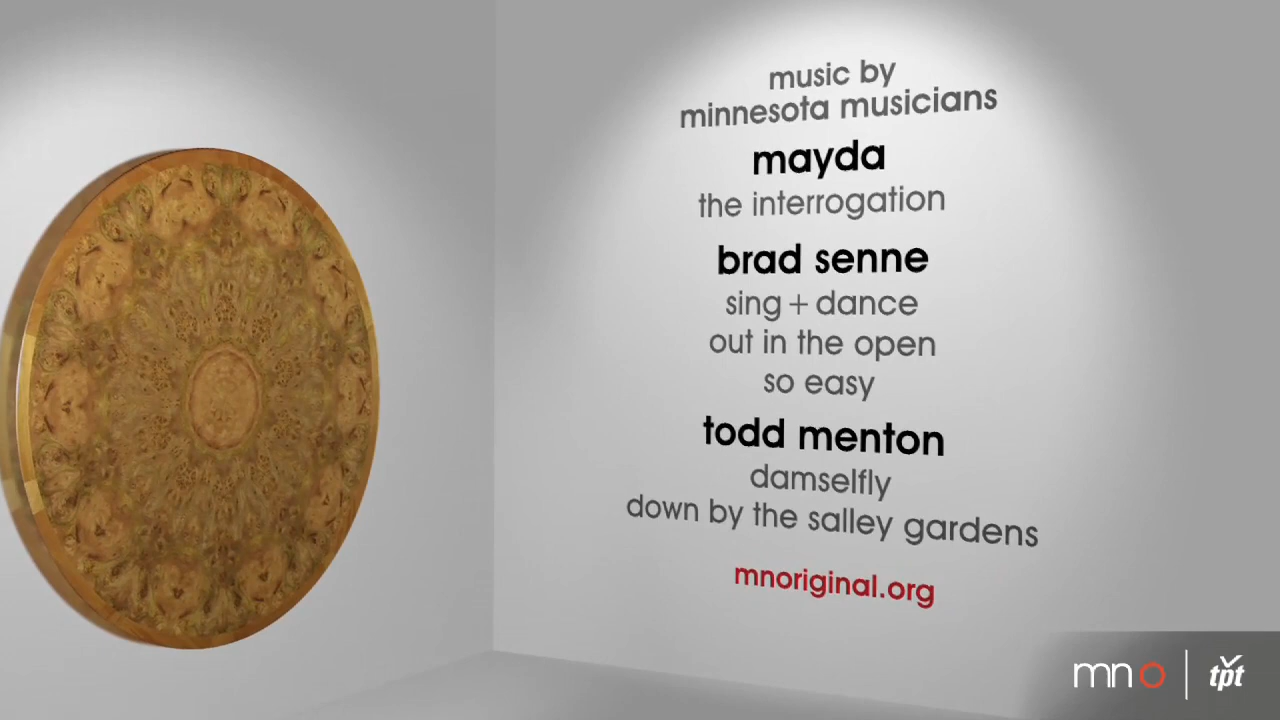 music by
minnesota musicians
mayda
the interrogation
brad senne
sing + dance
out in the open
so easy
todd menton
damselfly
down by the salley gardens
mnoriginal.org
mn o | tpt